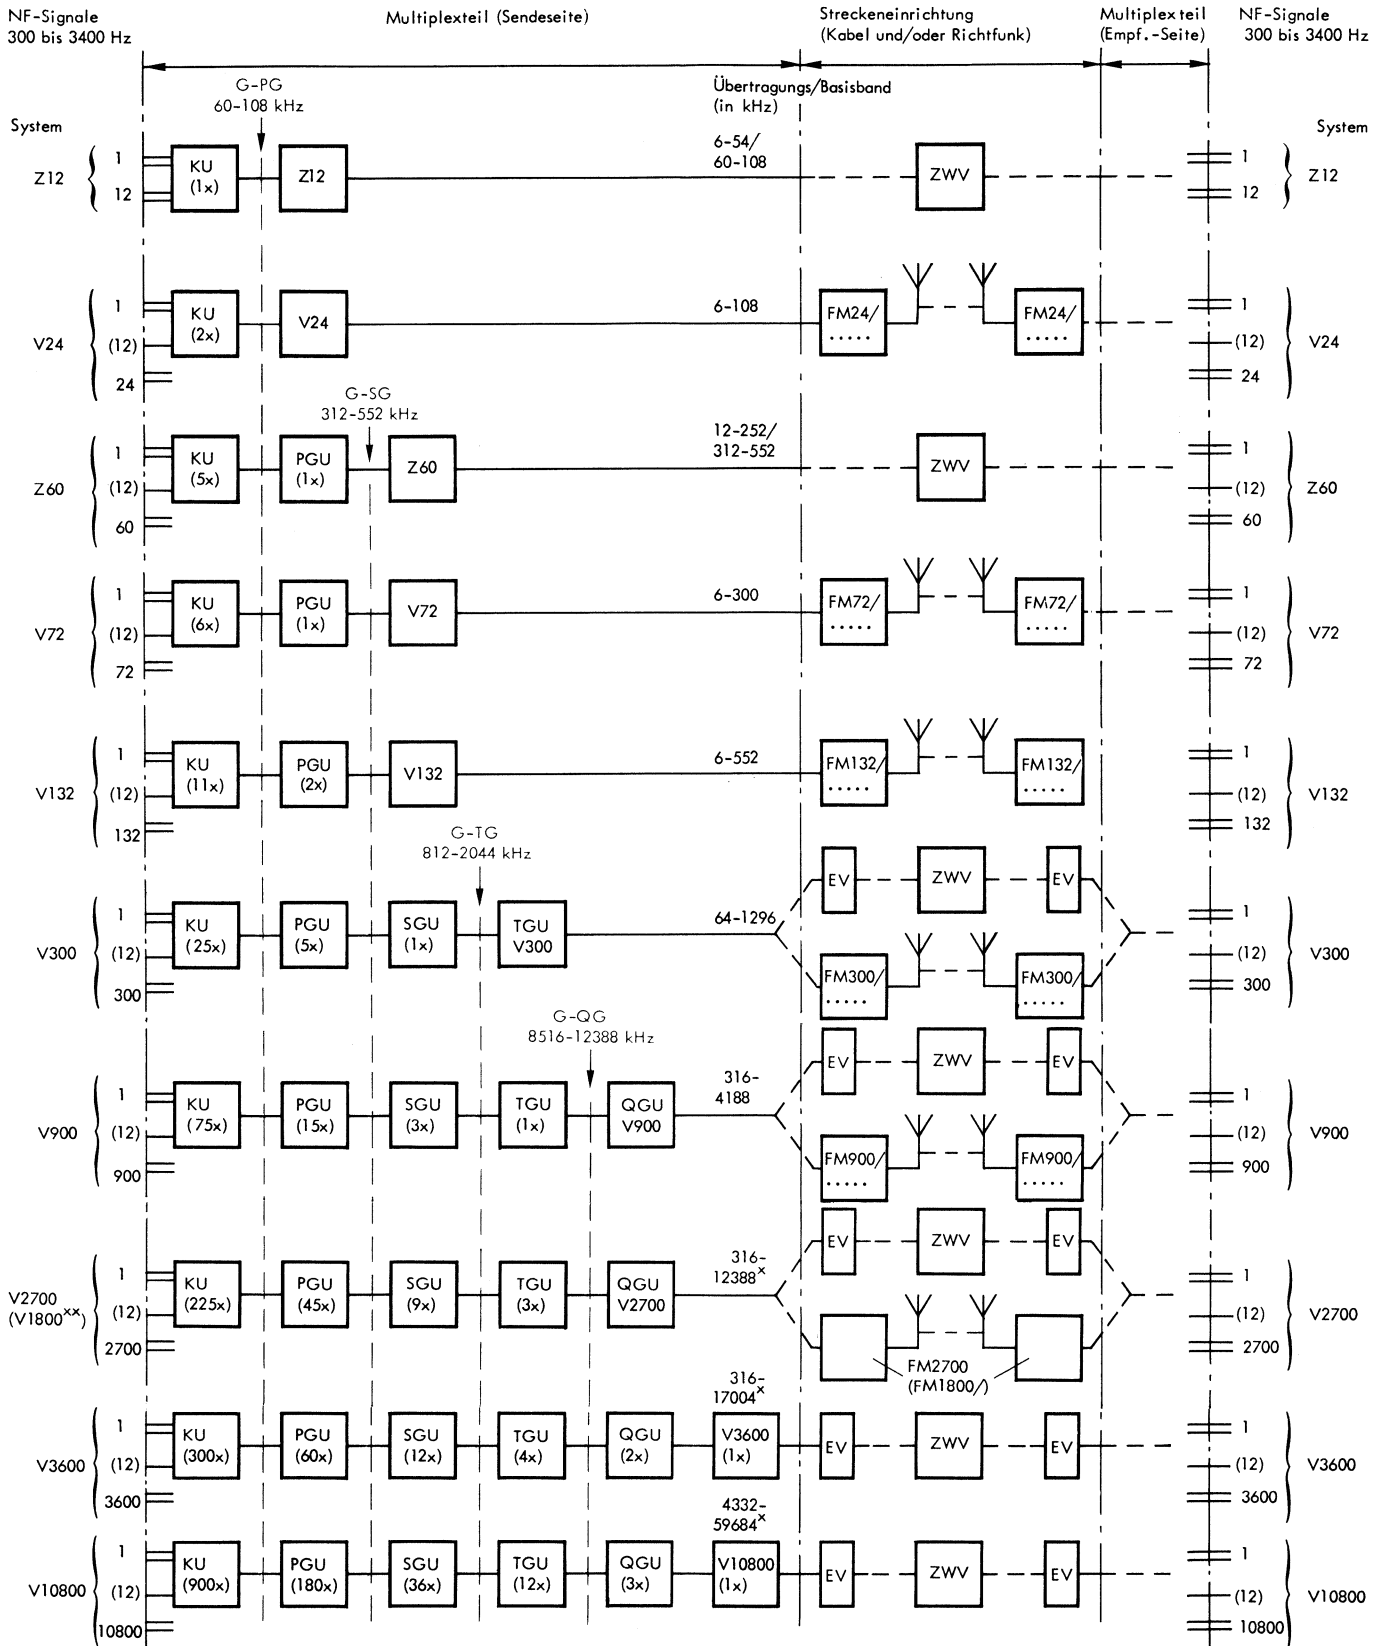 NF-Signale
300 bis 3400 Hz
Multiplexteil (Sendeseite)
Streckeneinrichtung
(Kabel und/oder Richtfunk)
Multiplexteil
(Empf.-Seite)
NF-Signale
300 bis 3400 Hz
G-PG
60-108 kHz
Übertragungs/Basisband
(in kHz)
System
System
Z12
1
12
KU
(1x)
Z12
6-54/
60-108
ZWV
1
12
Z12
V24
1
(12)
24
KU
(2x)
V24
6-108
FM24/
.....
FM24/
.....
1
(12)
24
V24
G-SG
312-552 kHz
Z60
1
(12)
60
KU
(5x)
PGU
(1x)
Z60
12-252/
312-552
ZWV
1
(12)
60
Z60
V72
1
(12)
72
KU
(6x)
PGU
(1x)
V72
6-300
FM72/
.....
FM72/
.....
1
(12)
72
V72
V132
1
(12)
132
KU
(11x)
PGU
(2x)
V132
6-552
FM132/
.....
FM132/
.....
1
(12)
132
V132
G-TG
812-2044 kHz
V300
1
(12)
300
KU
(25x)
PGU
(5x)
SGU
(1x)
TGU
V300
64-1296
EV
ZWV
EV
FM300/
.....
FM300/
.....
1
(12)
300
V300
G-QG
8516-12388 kHz
V900
1
(12)
900
KU
(75x)
PGU
(15x)
SGU
(3x)
TGU
(1x)
QGU
V900
316-
4188
EV
ZWV
EV
FM900/
.....
FM900/
.....
1
(12)
900
V900
V2700
(V1800xx)
1
(12)
2700
KU
(225x)
PGU
(45x)
SGU
(9x)
TGU
(3x)
QGU
V2700
316-
12388x
EV
ZWV
EV
FM2700
(FM1800/)
1
(12)
2700
V2700
V3600
1
(12)
3600
KU
(300x)
PGU
(60x)
SGU
(12x)
TGU
(4x)
QGU
(2x)
316-
17004x
V3600
(1x)
EV
ZWV
EV
1
(12)
3600
V3600
V10800
1
(12)
10800
KU
(900x)
PGU
(180x)
SGU
(36x)
TGU
(12x)
QGU
(3x)
4332-
59684x
V10800
(1x)
EV
ZWV
EV
1
(12)
10800
V10800